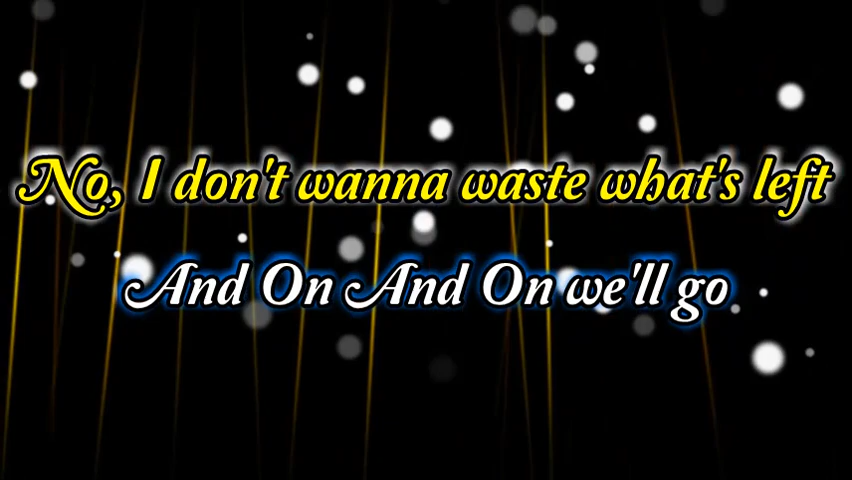 No, I don't wanna waste what's left
And On And On we'll go